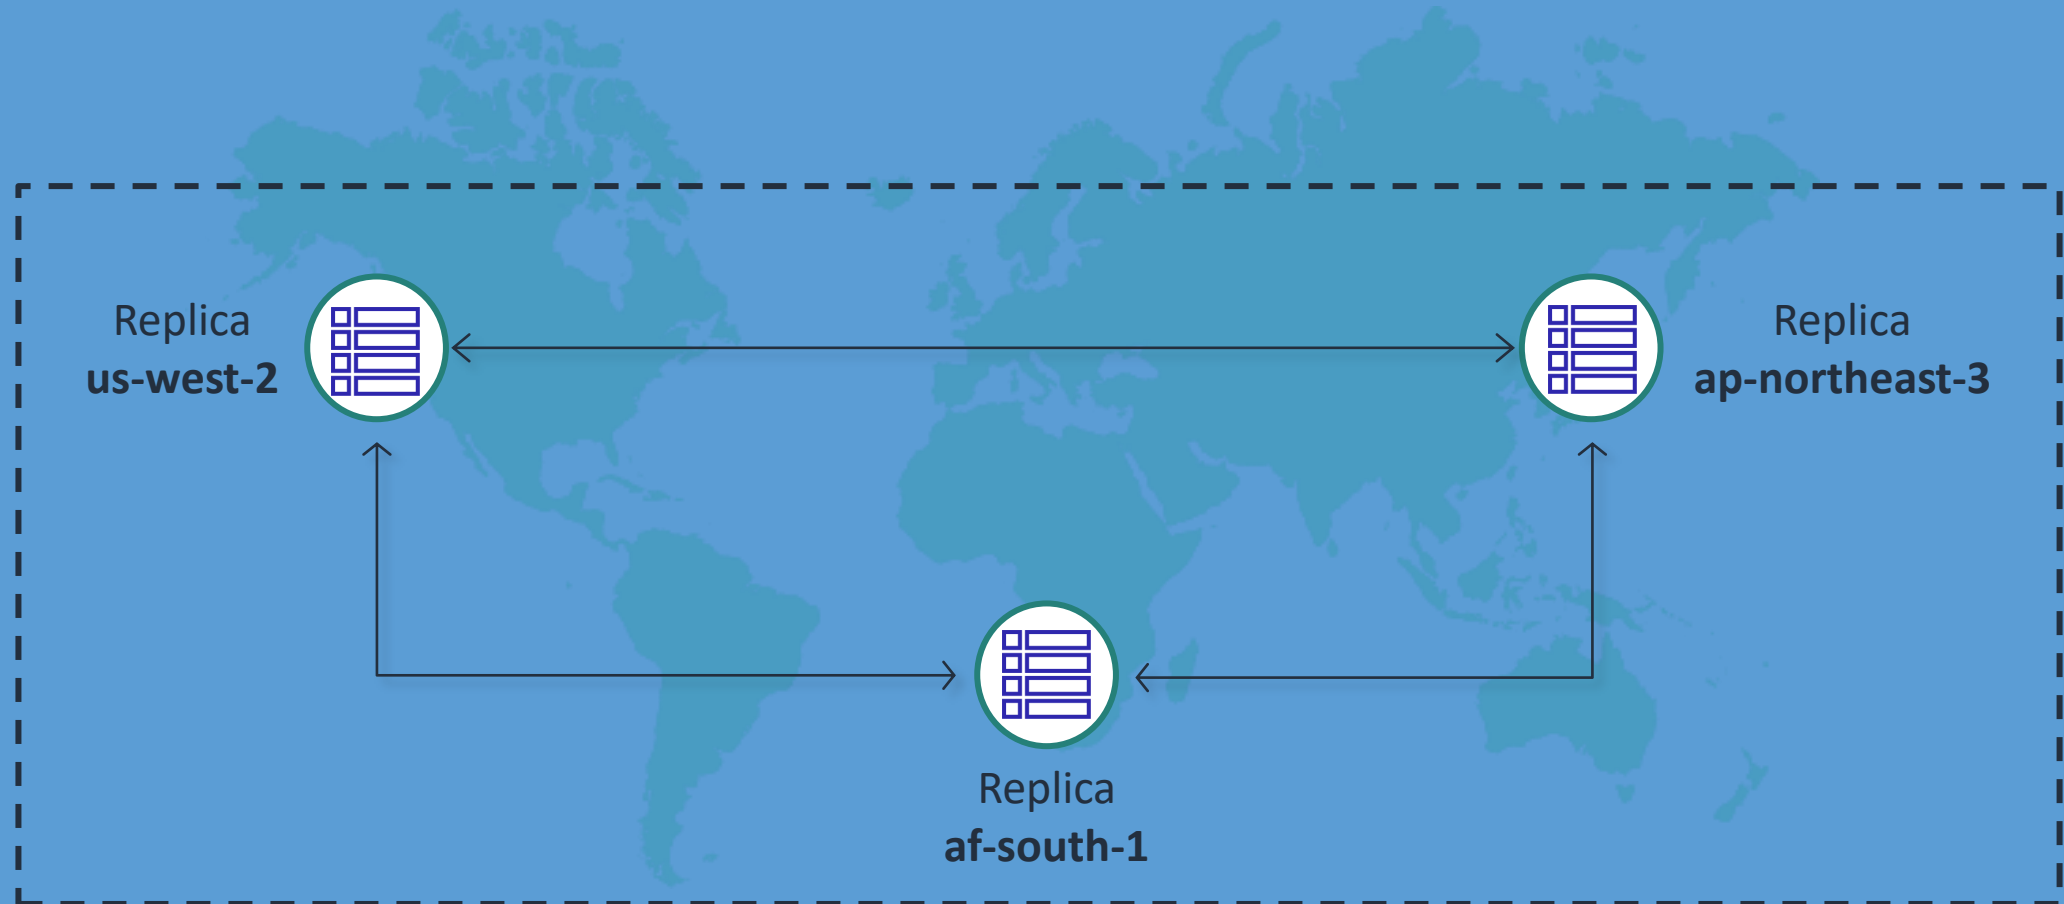 Replica
us-west-2
Replica
ap-northeast-3
Replica
af-south-1